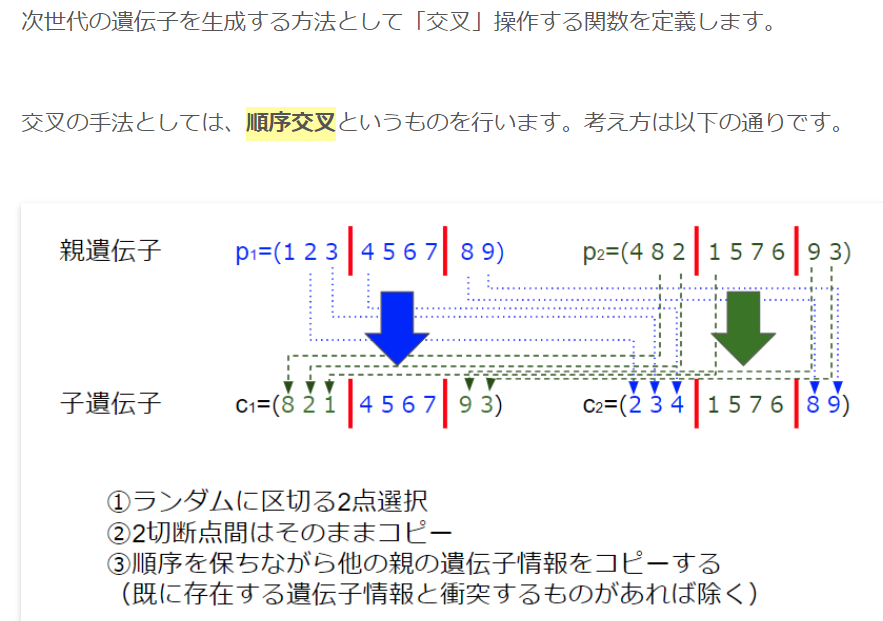 次世代の遺伝子を生成する方法として「交叉」操作する関数を定義します。
交叉の手法としては、順序交叉というものを行います。考え方は以下の通りです。
親遺伝子 p₁=(1 2 3 | 4 5 6 7 | 8 9) p₂=(4 8 2 | 1 5 7 6 | 9 3)
子遺伝子 c₁=(8 2 1 | 4 5 6 7 | 9 3) c₂=(2 3 4 | 1 5 7 6 | 8 9)
①ランダムに区切る2点選択
②2切断点間はそのままコピー
③順序を保ちながら他の親の遺伝子情報をコピーする
（既に存在する遺伝子情報と衝突するものがあれば除く）